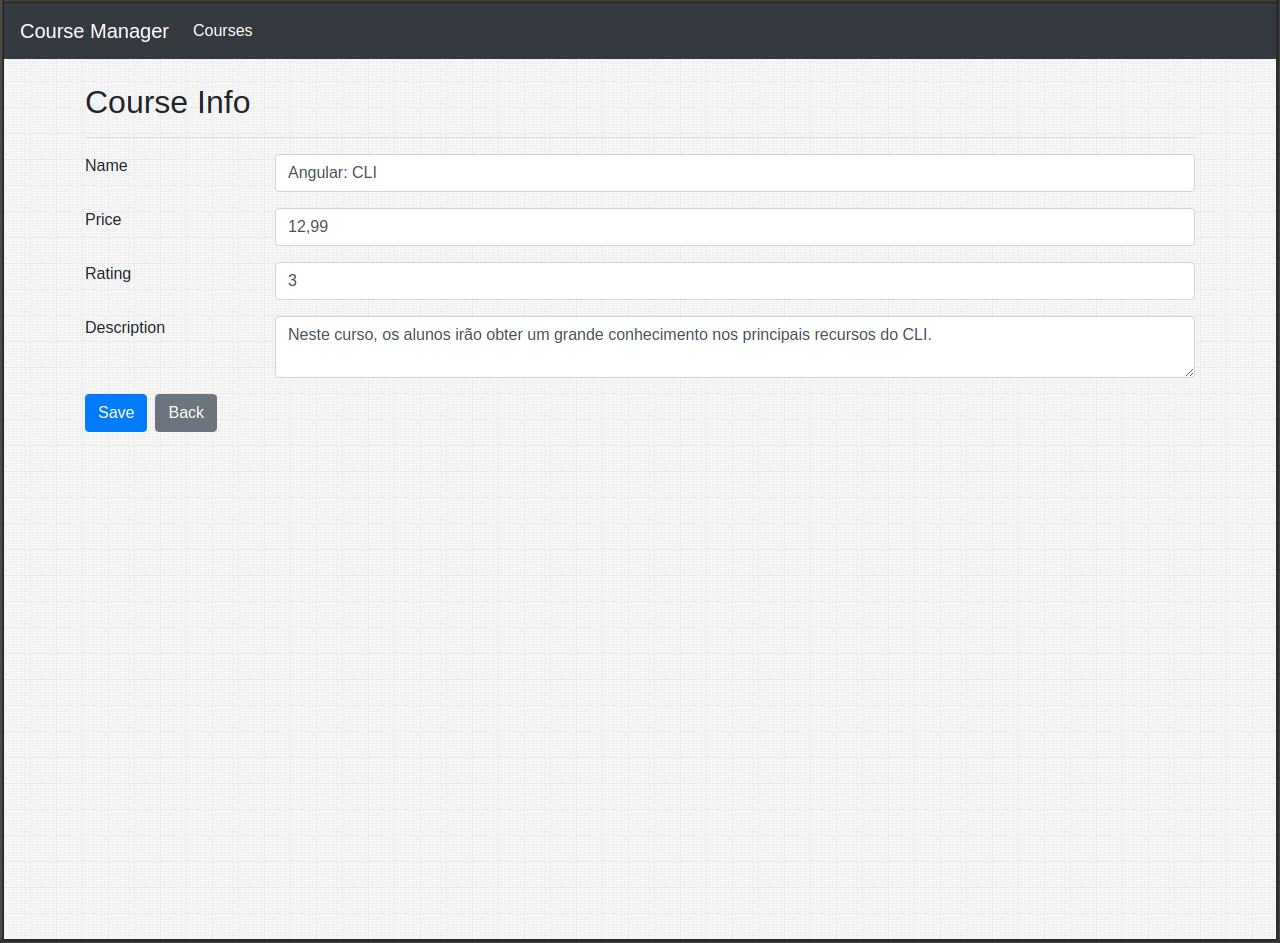 Course Manager Courses
Course Info
Name Angular: CLI
Price 12,99
Rating 3
Description Neste curso, os alunos irão obter um grande conhecimento nos principais recursos do CLI.
Save Back